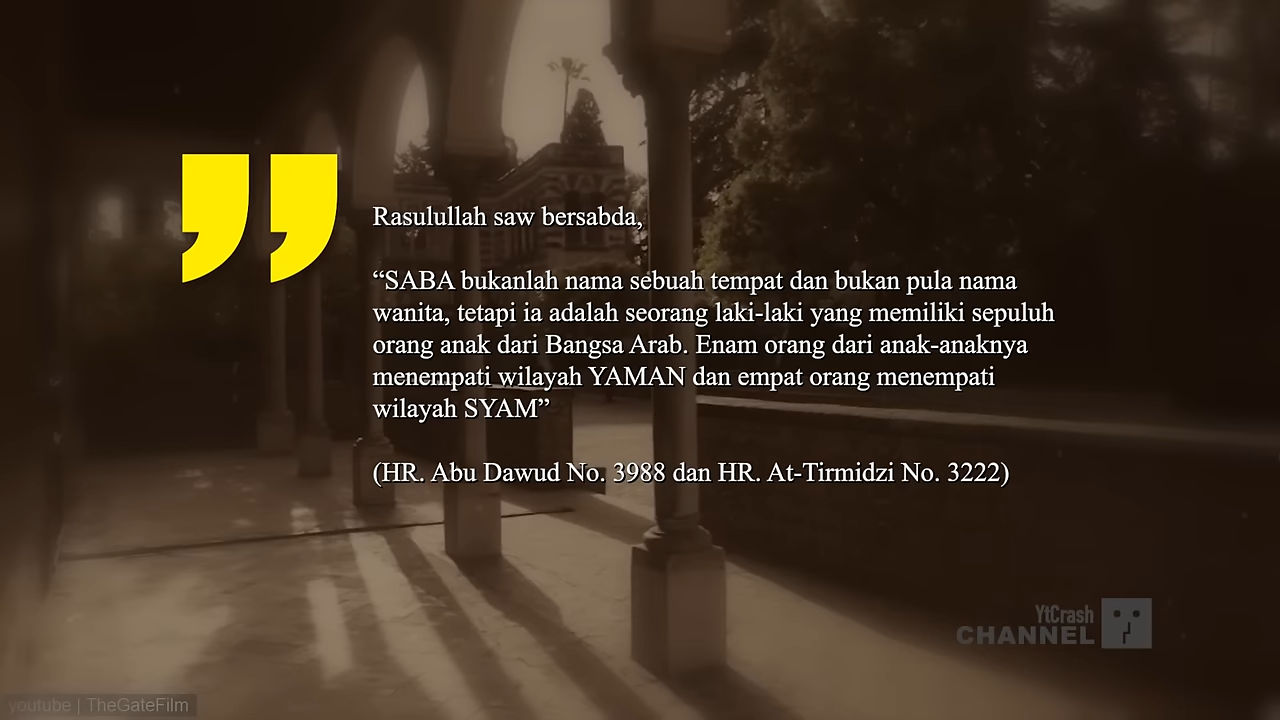 Rasulullah saw bersabda,
“SABA bukanlah nama sebuah tempat dan bukan pula nama
wanita, tetapi ia adalah seorang laki-laki yang memiliki sepuluh
orang anak dari Bangsa Arab. Enam orang dari anak-anaknya
menempati wilayah YAMAN dan empat orang menempati
wilayah SYAM”
(HR. Abu Dawud No. 3988 dan HR. At-Tirmidzi No. 3222)
YtCrash
CHANNEL
youtube | TheGateFilm